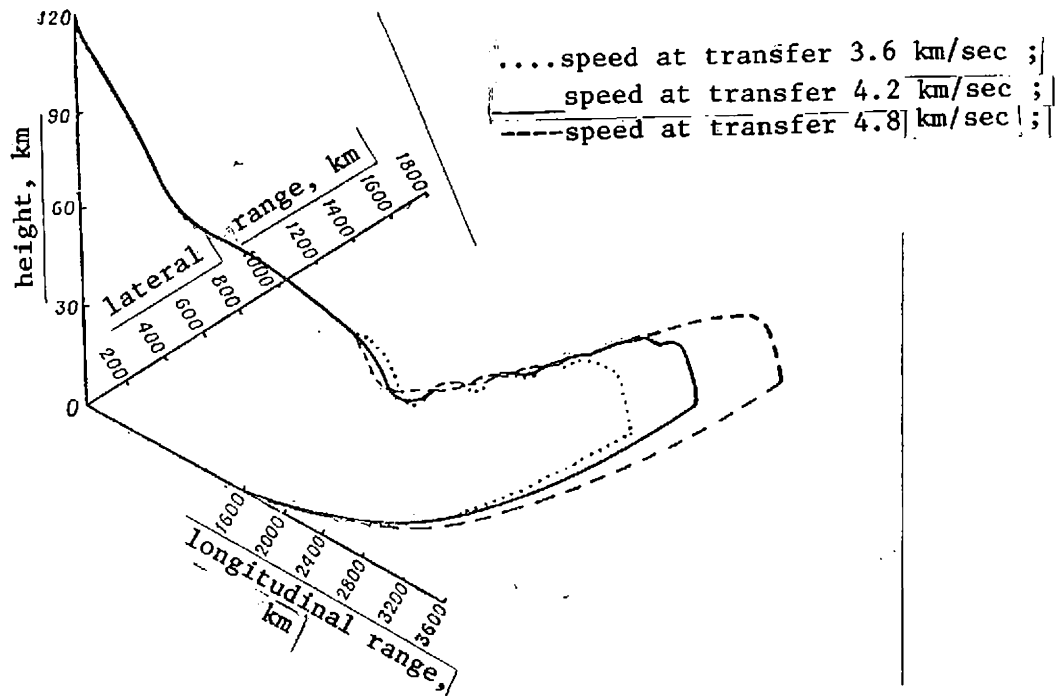 120
90
60
30
0
height, km
lateral range, km
200
400
600
800
1000
1200
1400
1600
1800
1600
2000
2400
2800
3200
3600
longitudinal range,
km
....speed at transfer 3.6 km/sec ;
____speed at transfer 4.2 km/sec ;
----speed at transfer 4.8 km/sec ;